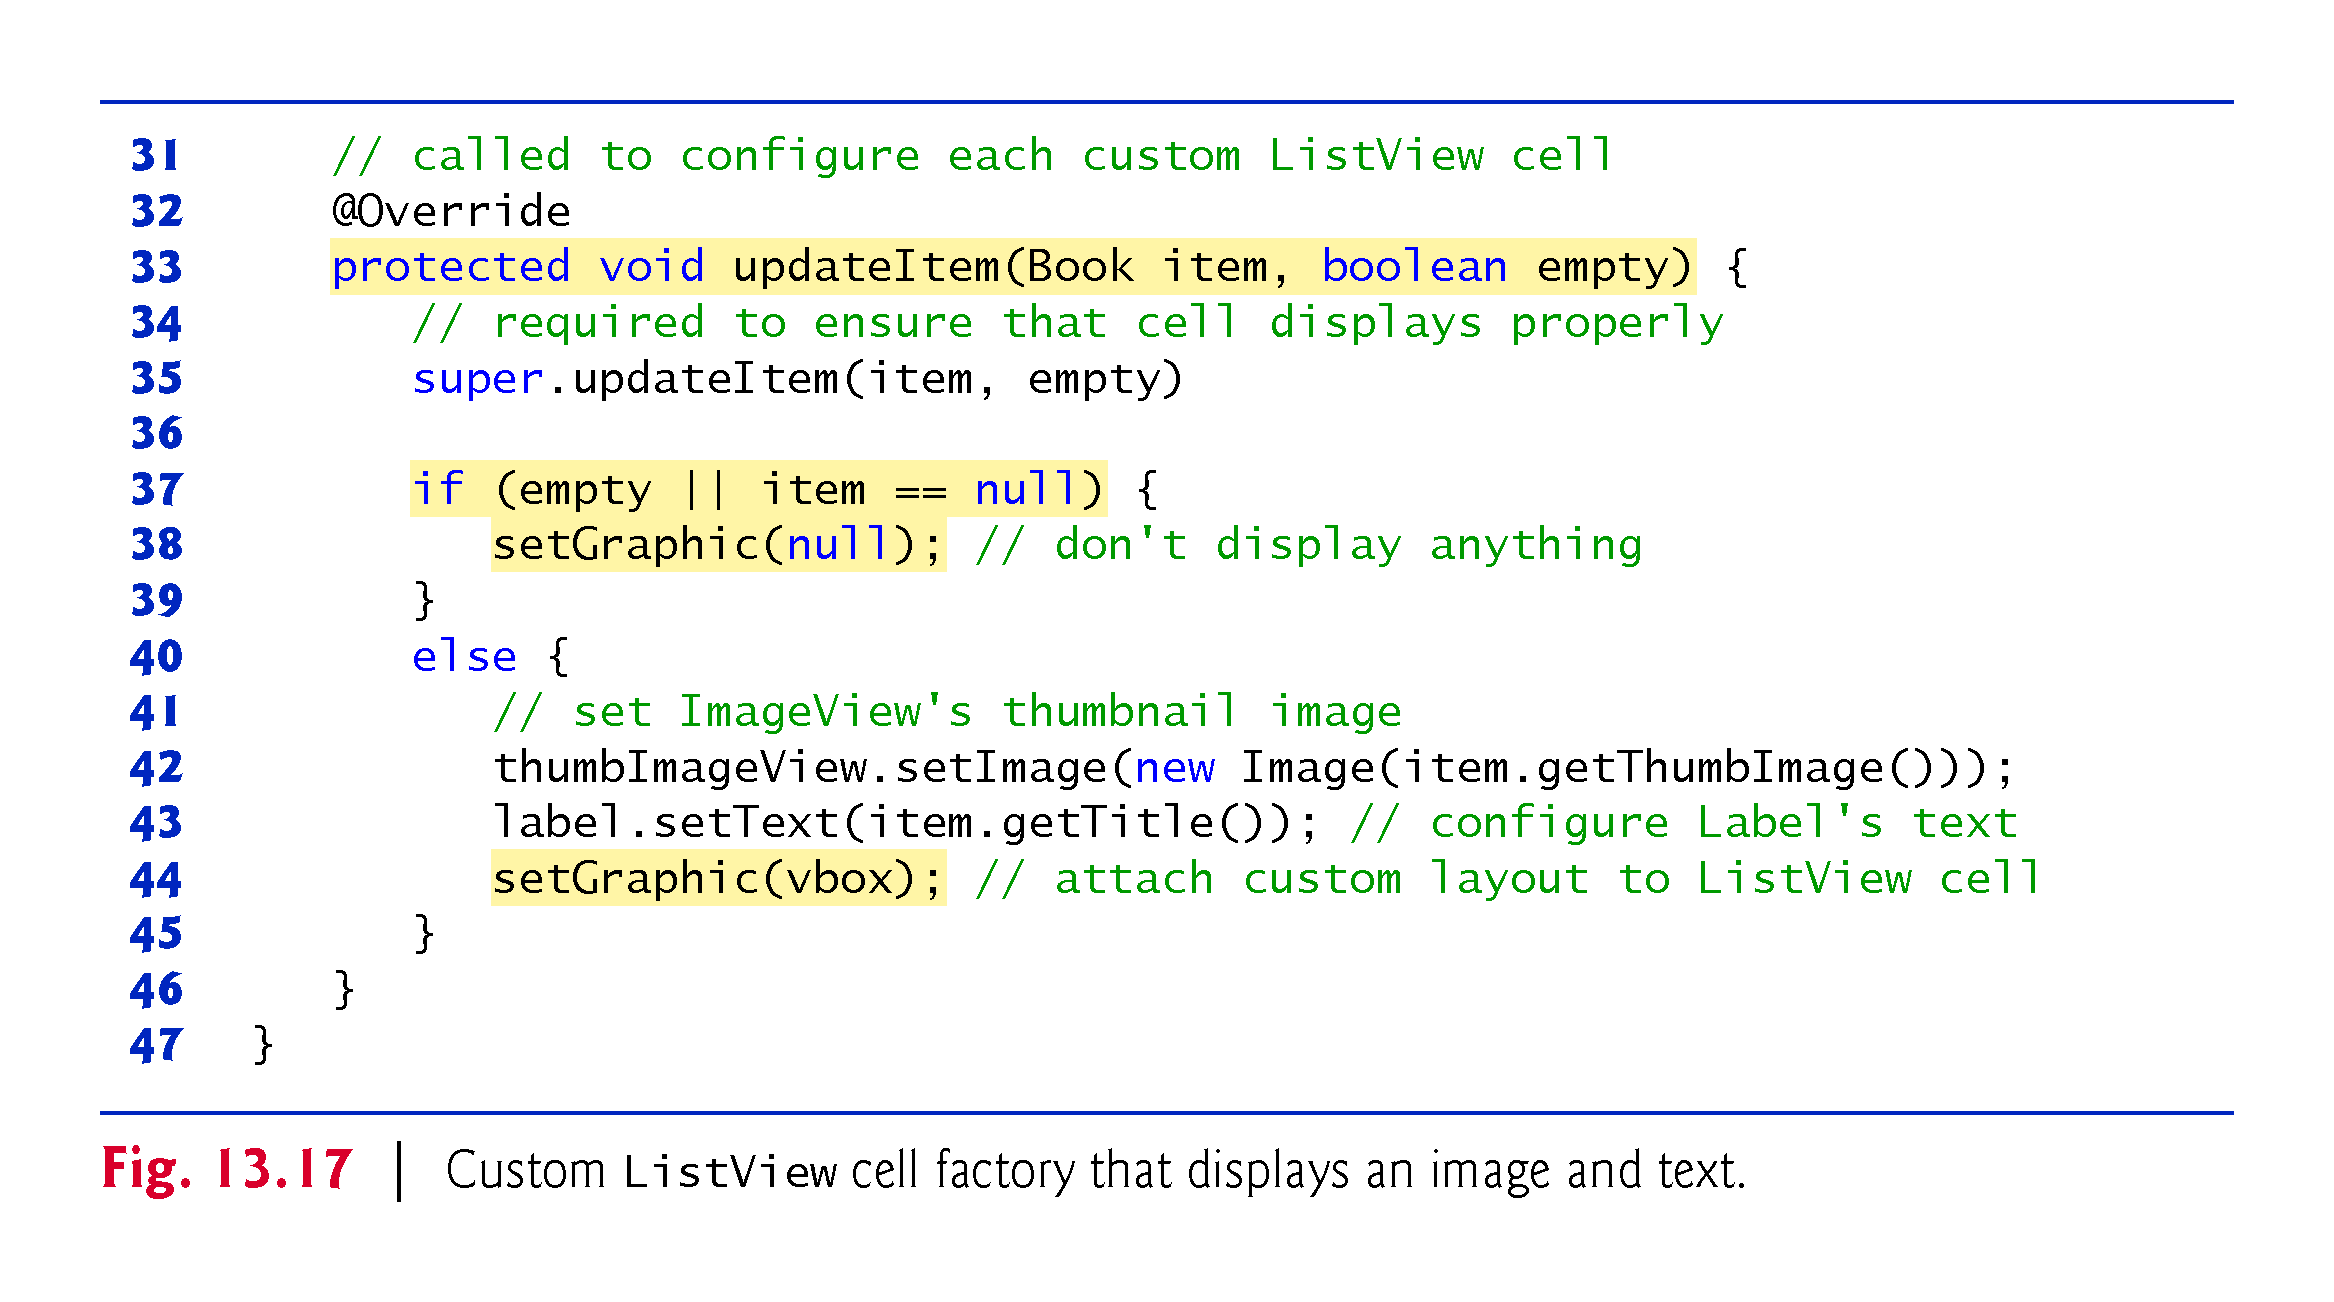 31 // called to configure each custom ListView cell
32 @Override
33 protected void updateItem(Book item, boolean empty) {
34 // required to ensure that cell displays properly
35 super.updateItem(item, empty)
36
37 if (empty || item == null) {
38 setGraphic(null); // don't display anything
39 }
40 else {
41 // set ImageView's thumbnail image
42 thumbImageView.setImage(new Image(item.getThumbImage()));
43 label.setText(item.getTitle()); // configure Label's text
44 setGraphic(vbox); // attach custom layout to ListView cell
45 }
46 }
47 }
Fig. 13.17 | Custom ListView cell factory that displays an image and text.